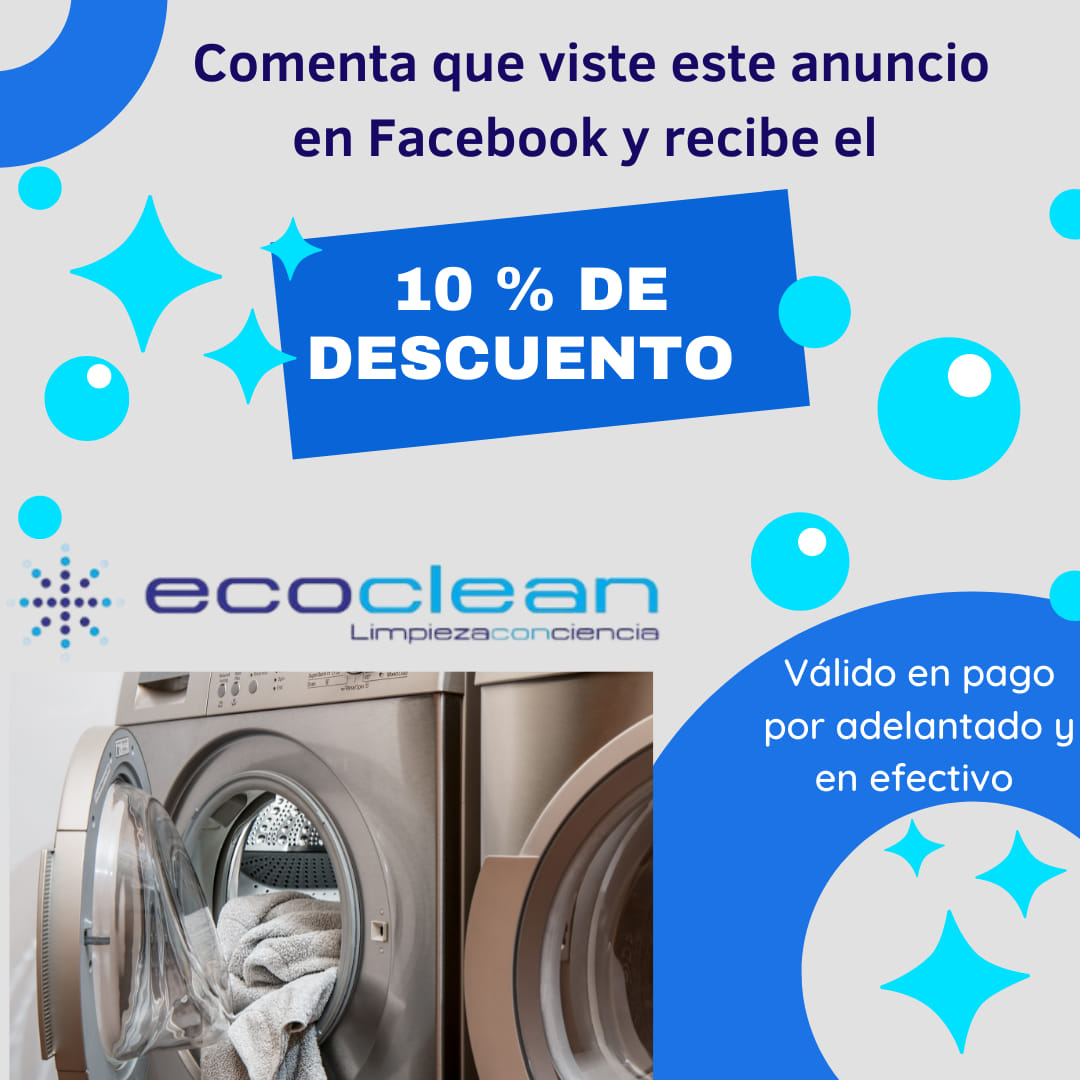 Comenta que viste este anuncio
en Facebook y recibe el
10 % DE
DESCUENTO
ecoclean
Limpiezaconciencia
Válido en pago
por adelantado y
en efectivo